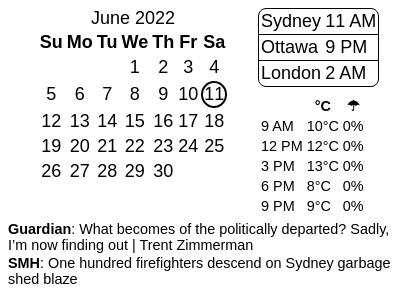 June 2022
Su Mo Tu We Th Fr Sa
1 2 3 4
5 6 7 8 9 10 11
12 13 14 15 16 17 18
19 20 21 22 23 24 25
26 27 28 29 30
Sydney 11 AM
Ottawa 9 PM
London 2 AM
°C ☂
9 AM 10°C 0%
12 PM 12°C 0%
3 PM 13°C 0%
6 PM 8°C 0%
9 PM 9°C 0%
Guardian: What becomes of the politically departed? Sadly,
I’m now finding out | Trent Zimmerman
SMH: One hundred firefighters descend on Sydney garbage
shed blaze